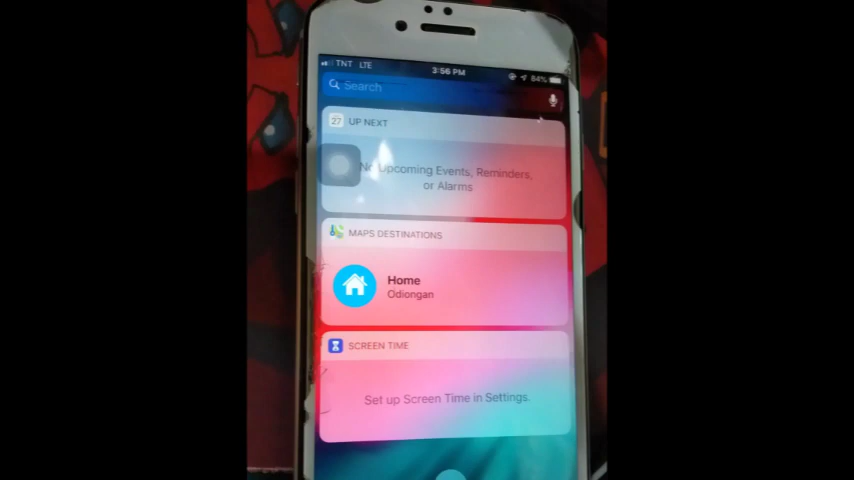 TNT LTE 3:56 PM 84%
Search
27 UP NEXT
No Upcoming Events, Reminders,
or Alarms
MAPS DESTINATIONS
Home
Odiongan
SCREEN TIME
Set up Screen Time in Settings.